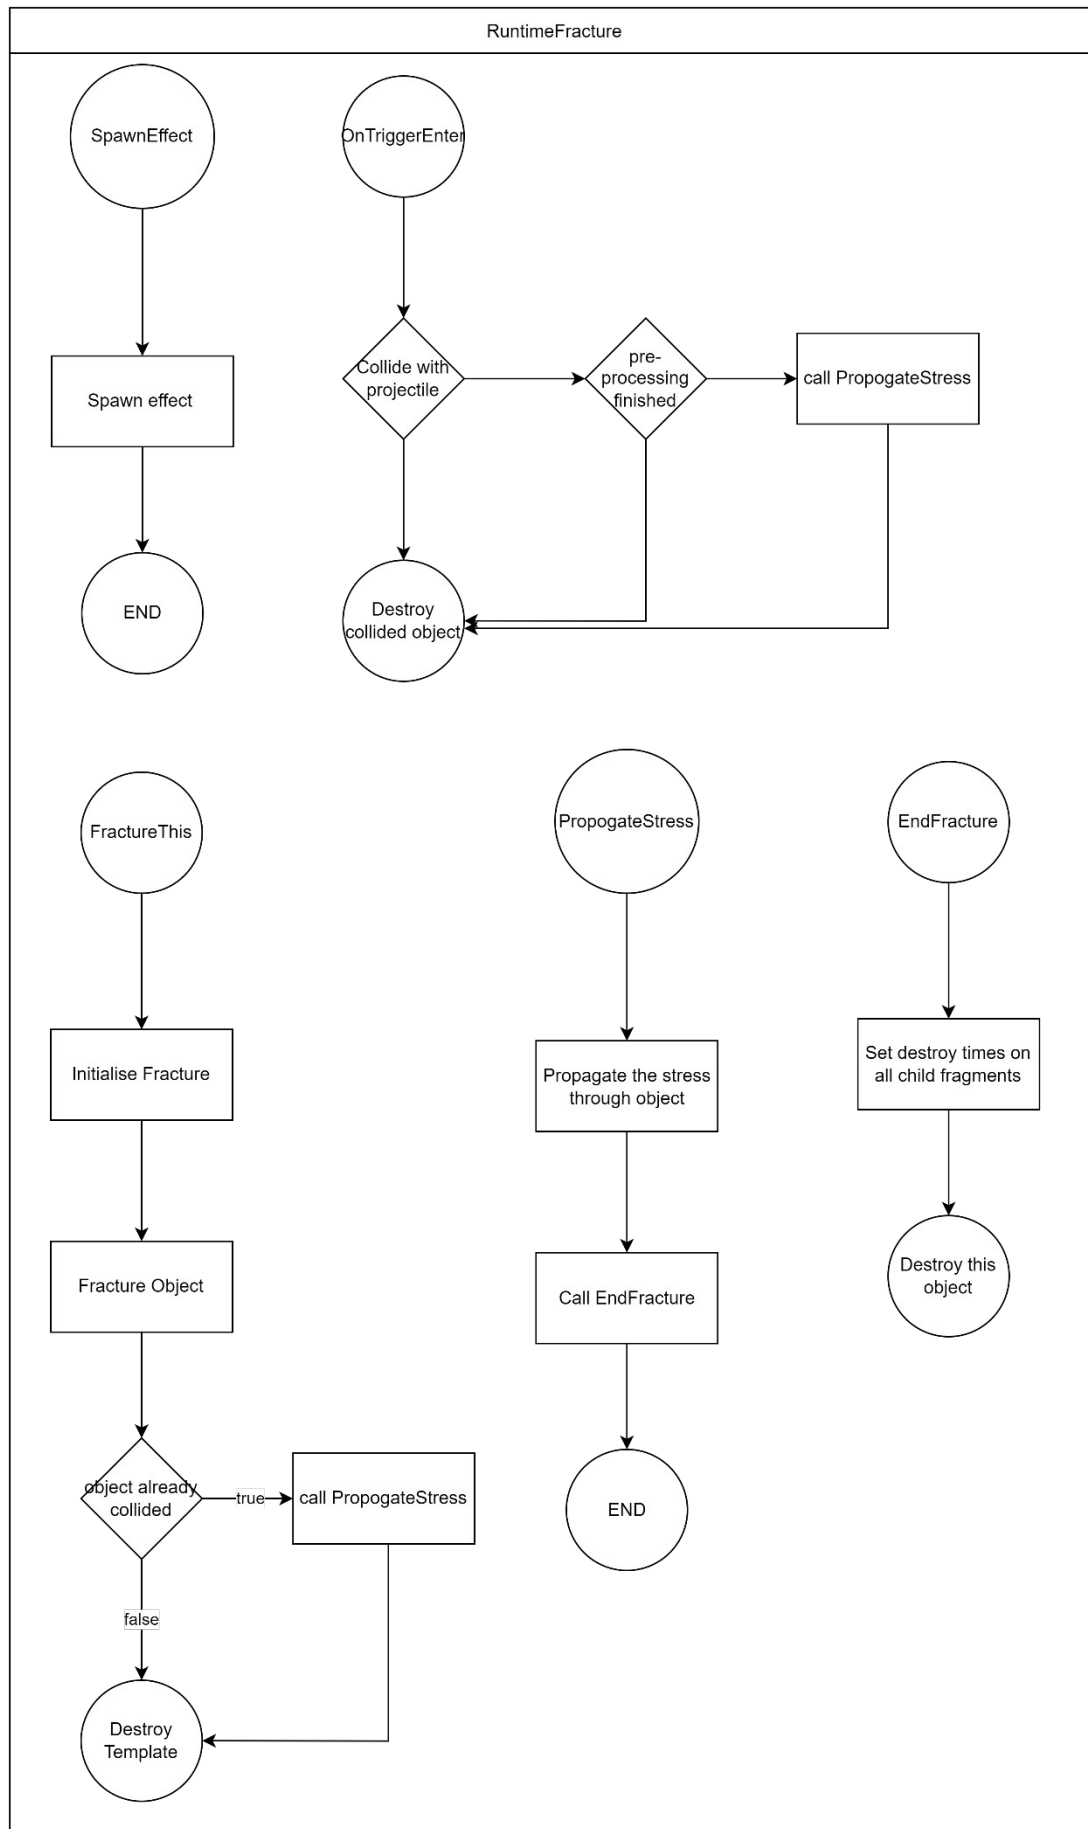 RuntimeFracture
SpawnEffect
OnTriggerEnter
Collide with
projectile
pre-
processing
finished
call PropogateStress
Spawn effect
END
Destroy
collided object
FractureThis
PropogateStress
EndFracture
Initialise Fracture
Propagate the stress
through object
Set destroy times on
all child fragments
Fracture Object
Call EndFracture
Destroy this
object
object already
collided
true
call PropogateStress
END
false
Destroy
Template